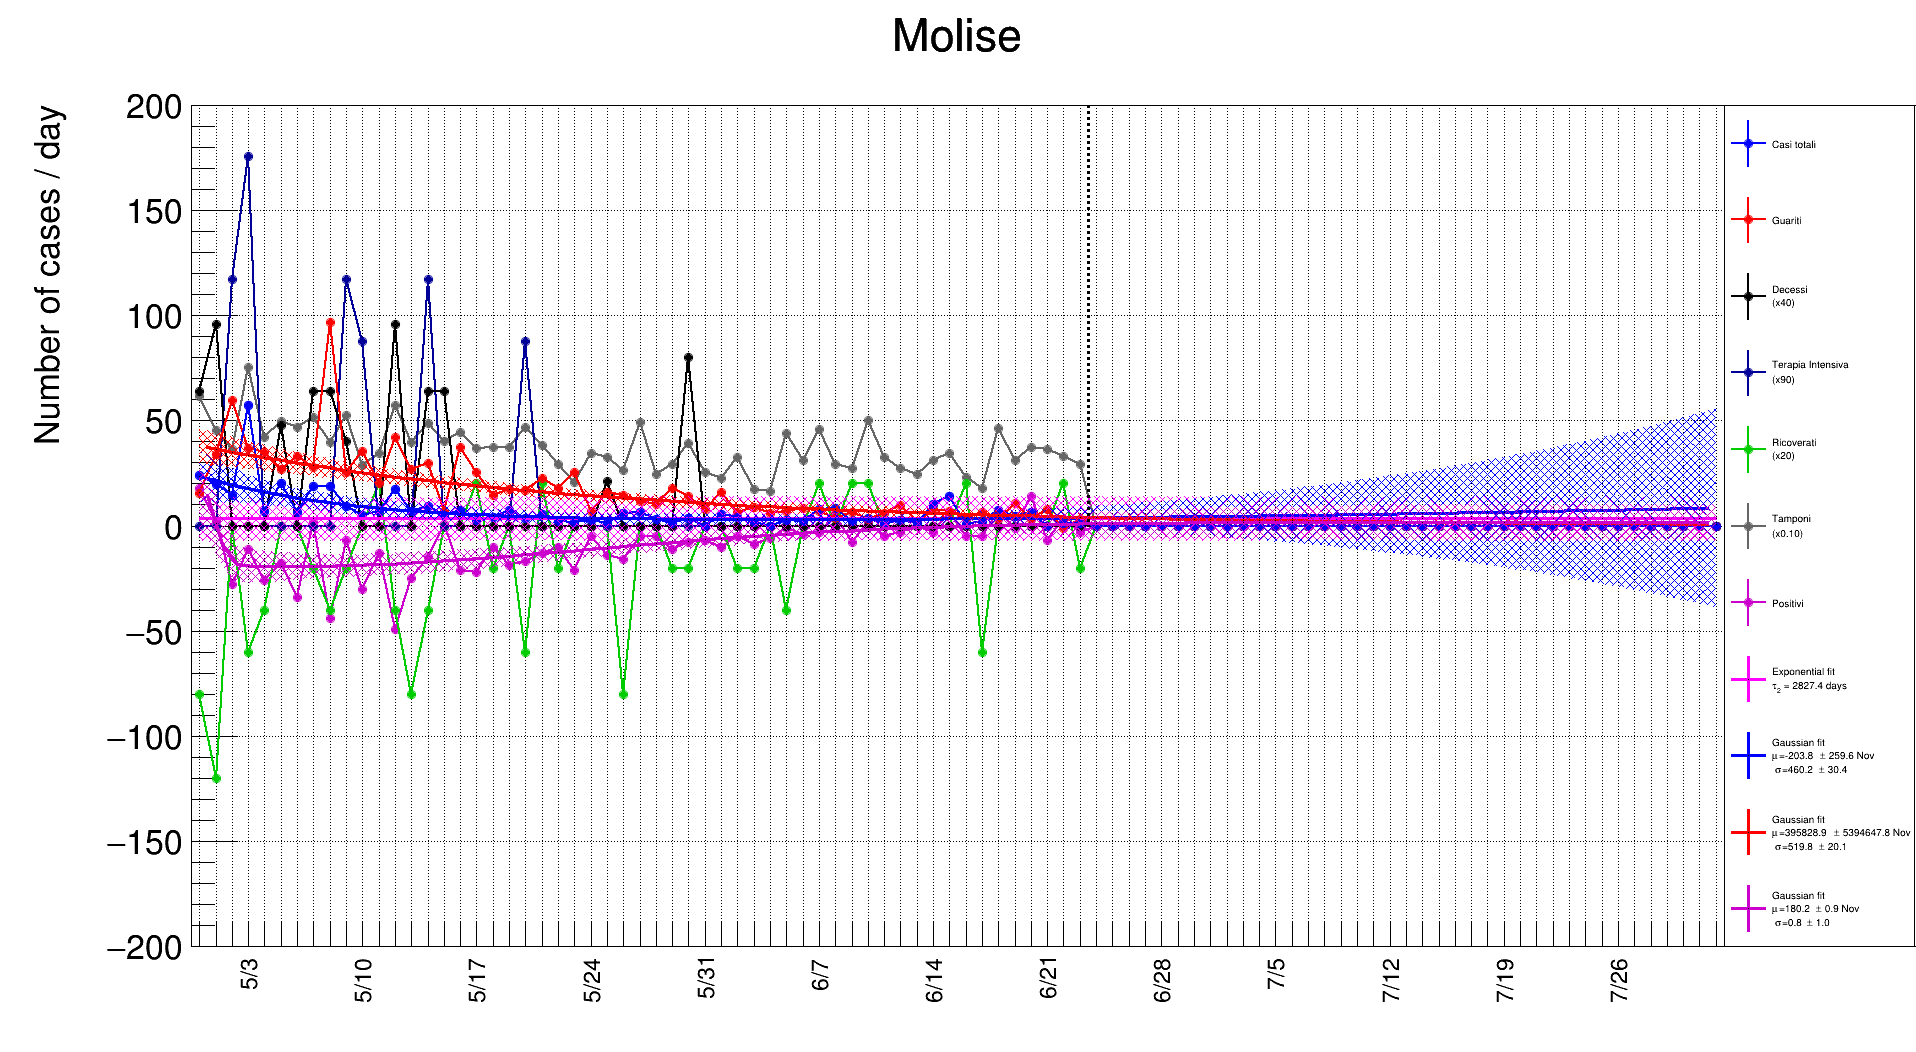 Molise
Number of cases / day
200
150
100
50
0
−50
−100
−150
−200
5/3
5/10
5/17
5/24
5/31
6/7
6/14
6/21
6/28
7/5
7/12
7/19
7/26
Casi totali
Guariti
Decessi
(x40)
Terapia Intensiva
(x90)
Ricoverati
(x20)
Tamponi
(x0.10)
Positivi
Exponential fit
τ2 = 2827.4 days
Gaussian fit
μ=-203.8 ± 259.6 Nov
σ=460.2 ± 30.4
Gaussian fit
μ=395828.9 ± 5394647.8 Nov
σ=519.8 ± 20.1
Gaussian fit
μ=180.2 ± 0.9 Nov
σ=0.8 ± 1.0